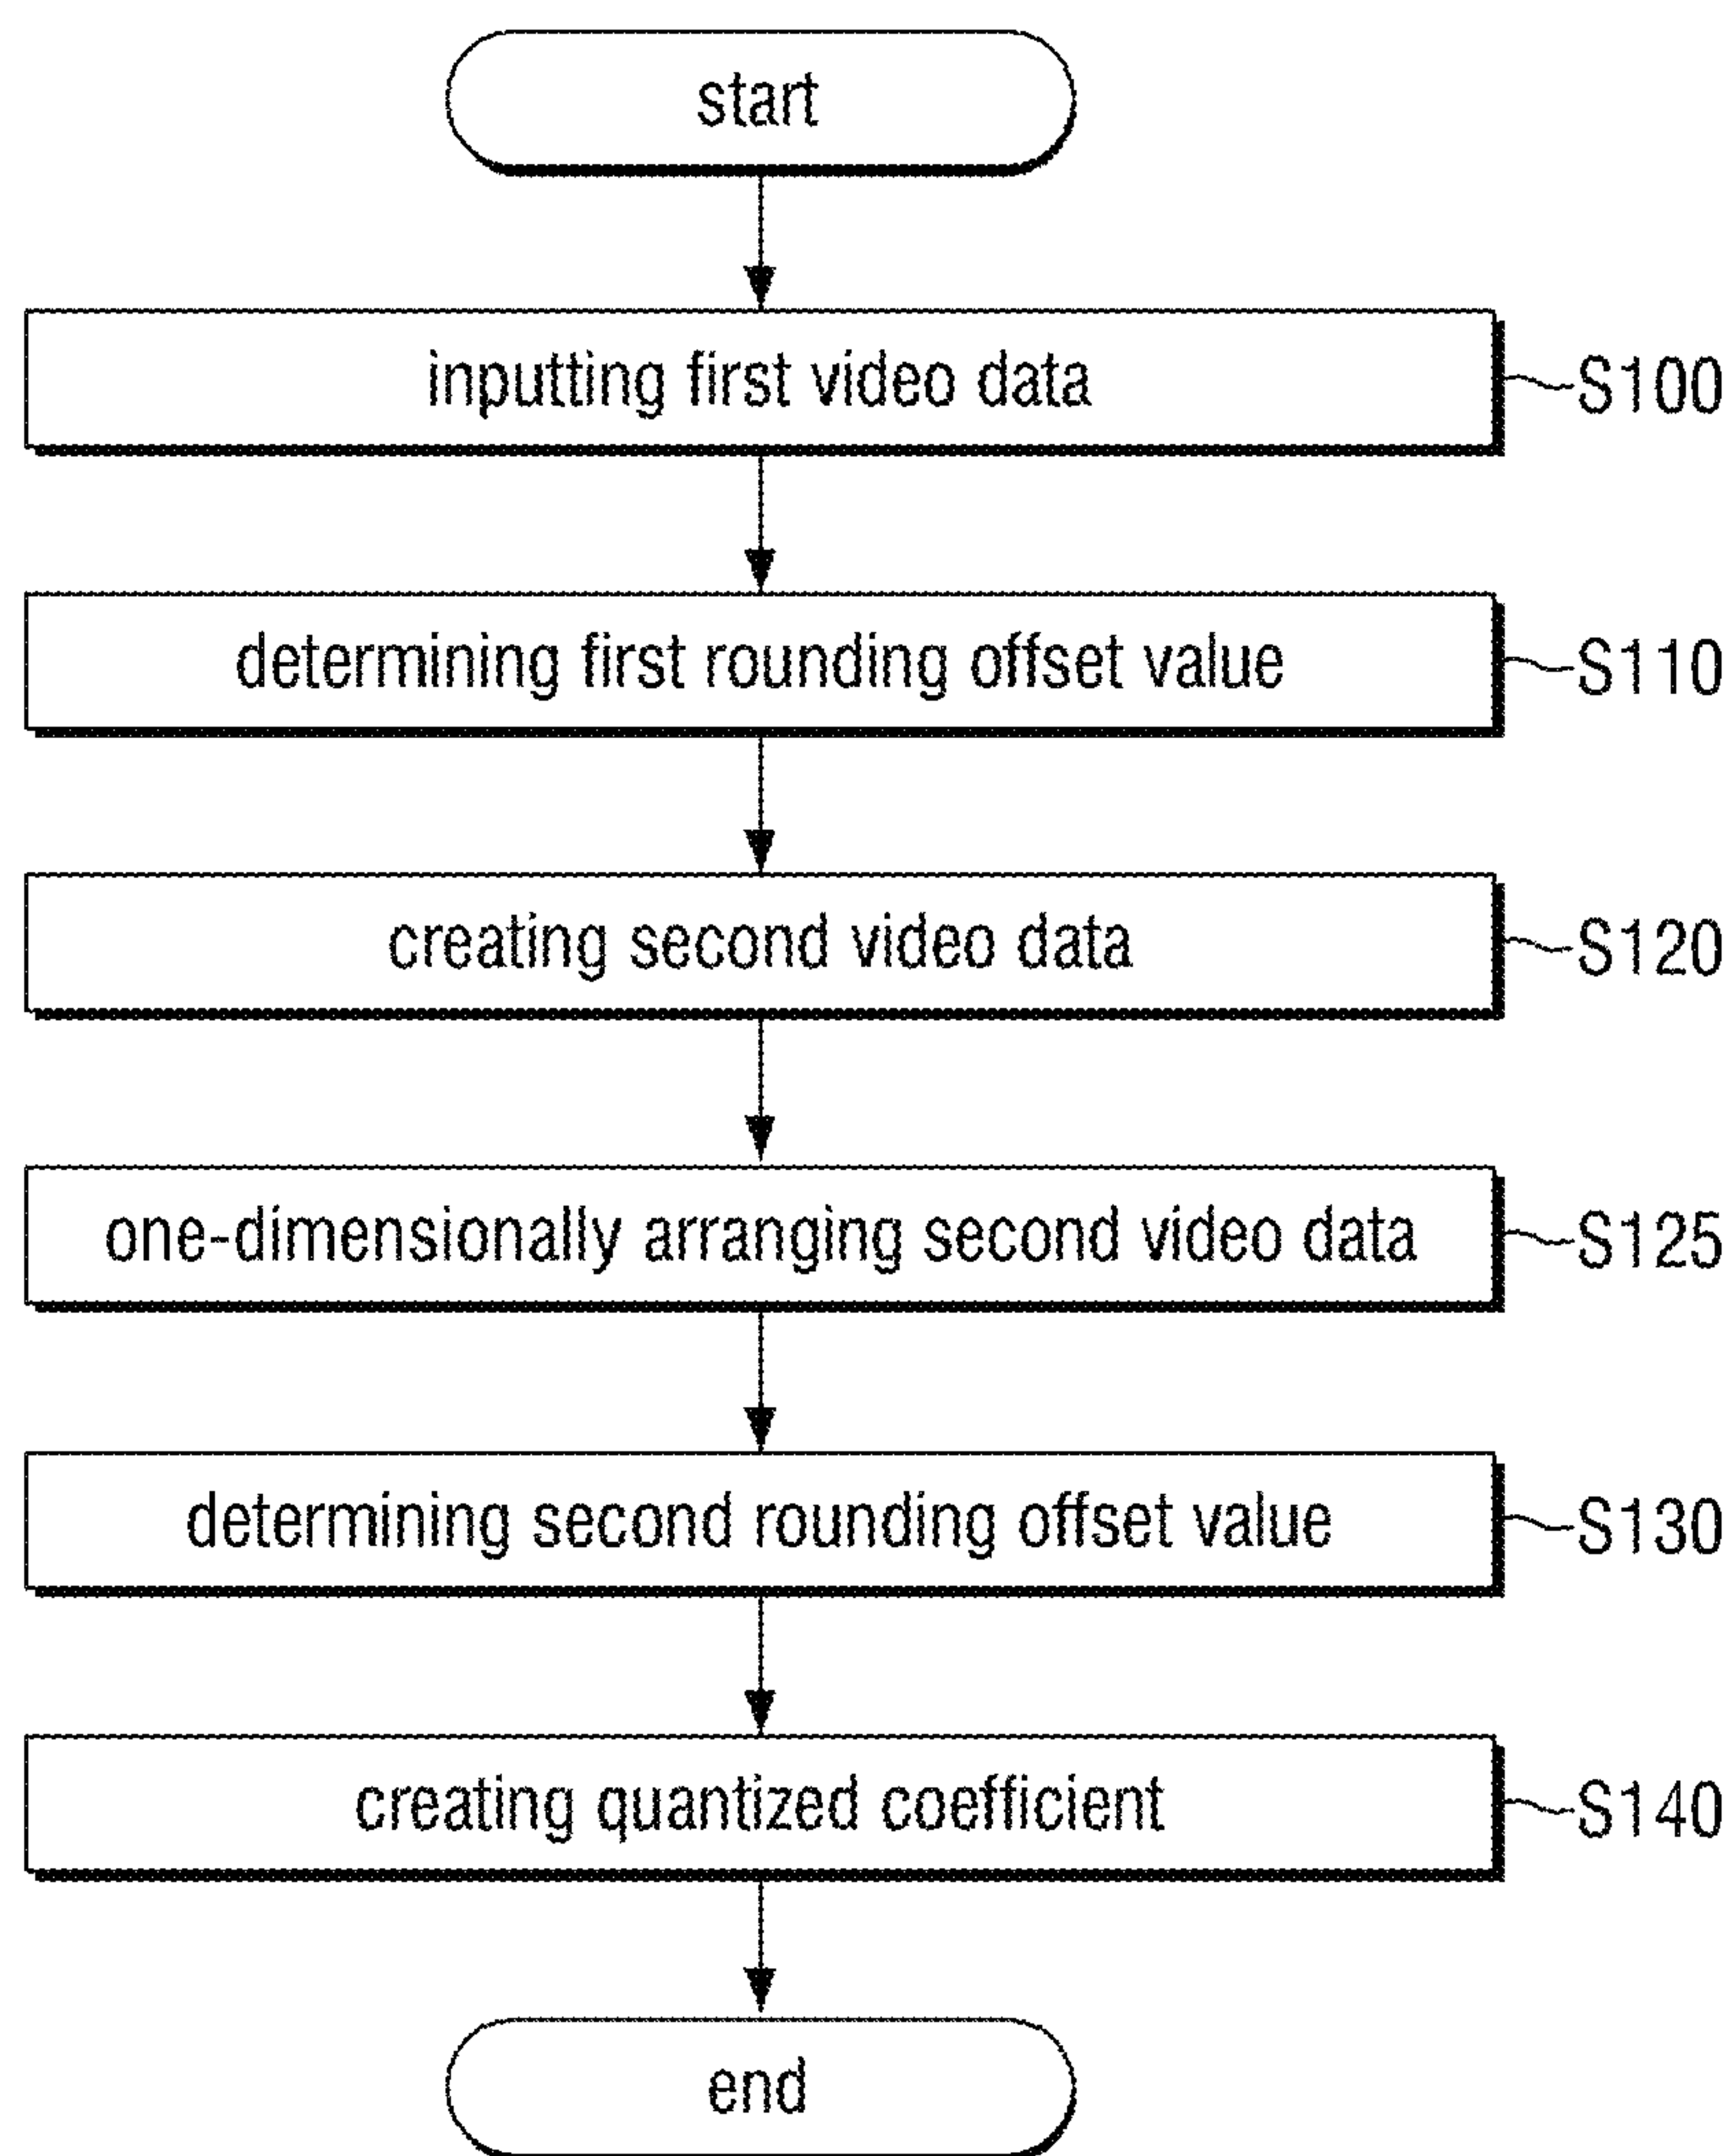 start
inputting first video data
S100
determining first rounding offset value
S110
creating second video data
S120
one-dimensionally arranging second video data
S125
determining second rounding offset value
S130
creating quantized coefficient
S140
end